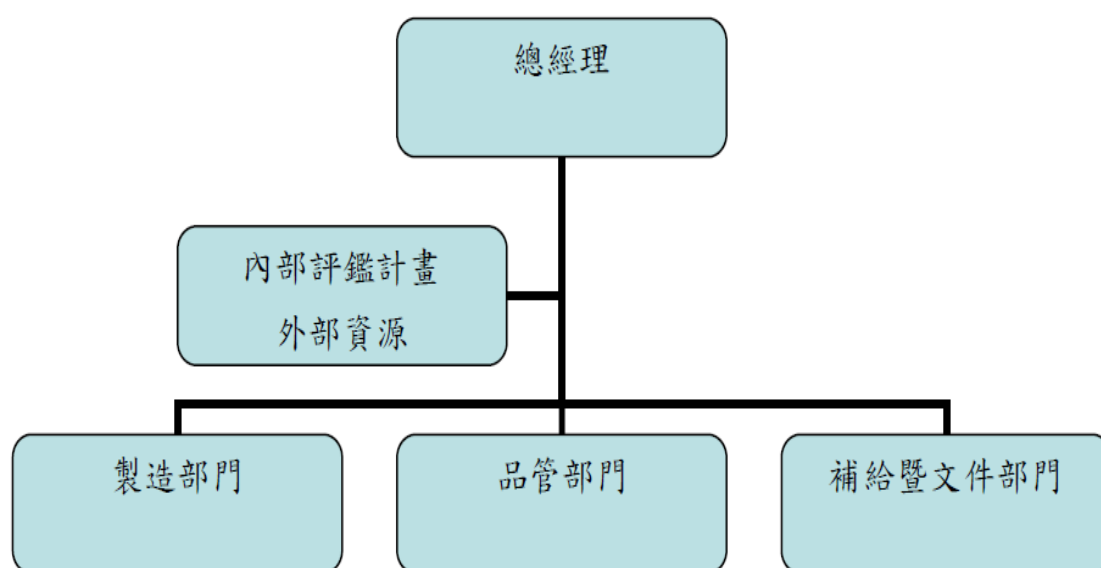 總經理
內部評鑑計畫
外部資源
製造部門
品管部門
補給暨文件部門